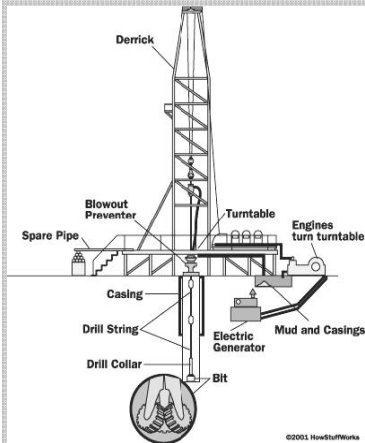 Derrick
Blowout
Preventer
Turntable
Engines
turn turntable
Spare Pipe
Casing
Mud and Casings
Drill String
Electric
Generator
Drill Collar
Bit
©2001 HowStuffWorks